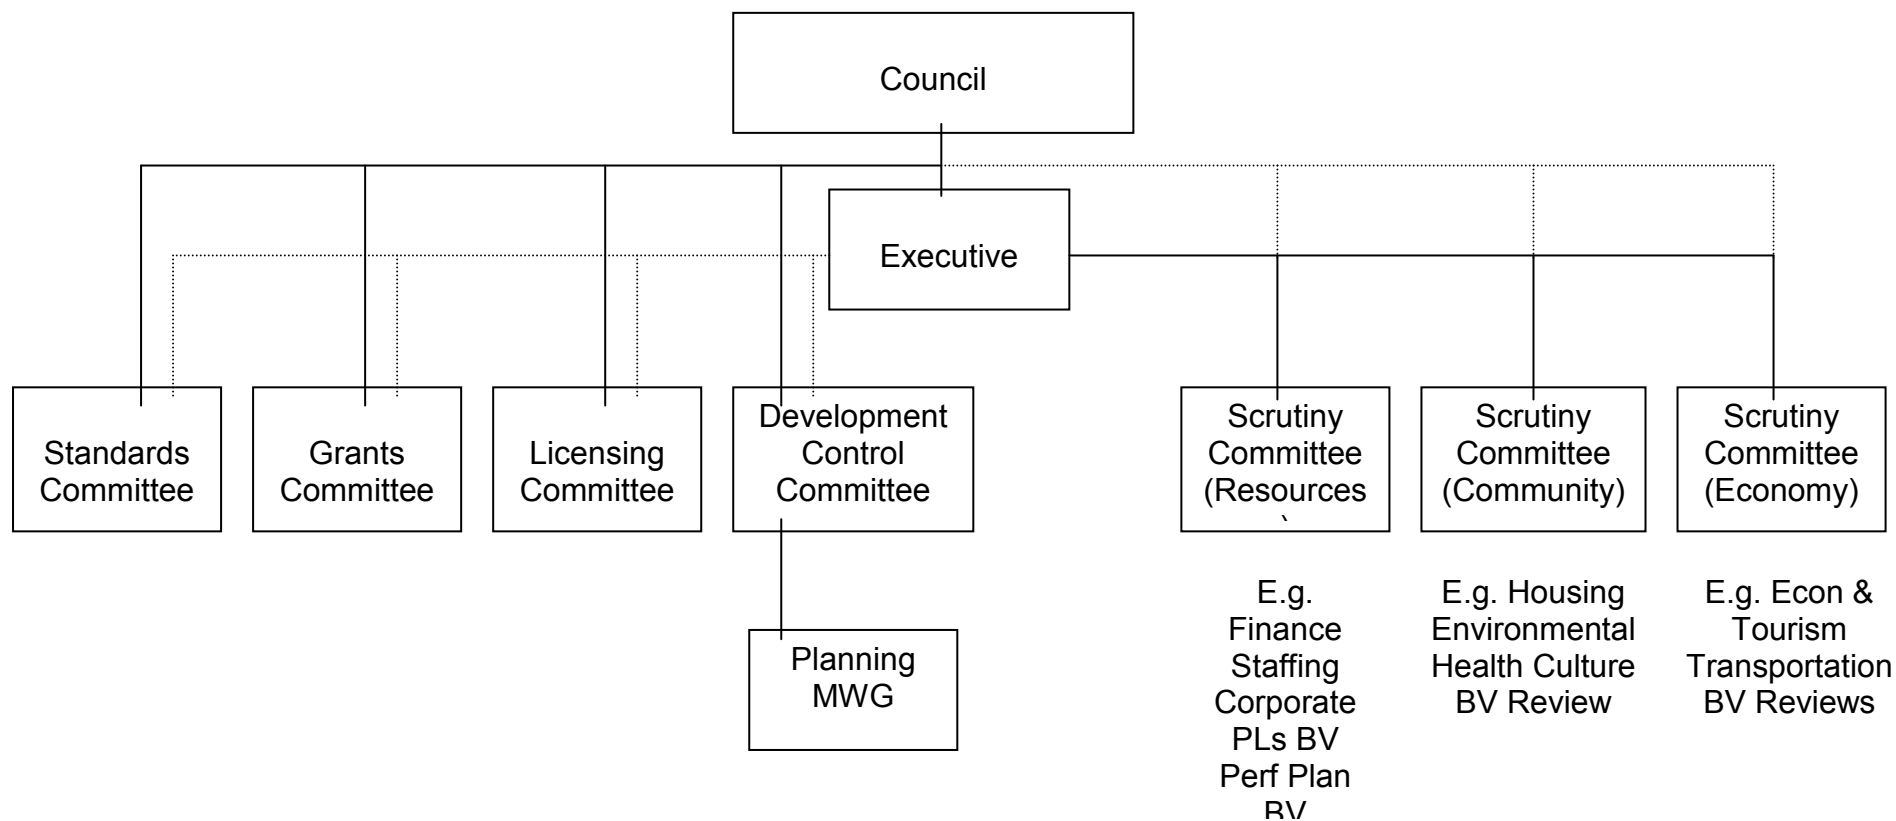 Council
Executive
Standards
Committee
Grants
Committee
Licensing
Committee
Development
Control
Committee
Scrutiny
Committee
(Resources
)
Scrutiny
Committee
(Community)
Scrutiny
Committee
(Economy)
Planning
MWG
E.g.
Finance
Staffing
Corporate
PLs BV
Perf Plan
BV
E.g. Housing
Environmental
Health Culture
BV Review
E.g. Econ &
Tourism
Transportation
BV Reviews